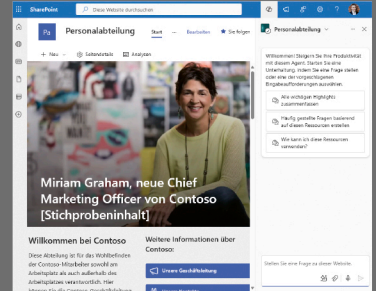 SharePoint
Diese Website durchsuchen
Pa
Personalabteilung
Start
···
Bearbeiten
Sie folgen
+ Neu
Seitendetails
Analysen
Miriam Graham, neue Chief
Marketing Officer von Contoso
[Stichprobeninhalt]
Willkommen bei Contoso
Diese Abteilung ist für das Wohlbefinden
der Contoso-Mitarbeiter sowohl am
Arbeitsplatz als auch außerhalb des
Arbeitsplatzes verantwortlich. Hier
Weitere Informationen über
Contoso:
Unsere Geschäftsleitung
Personalabteilung
Willkommen! Steigern Sie Ihre Produktivität
mit diesem Agent. Starten Sie eine
Unterhaltung, indem Sie eine Frage stellen
oder eine der vorgeschlagenen
Eingabeaufforderungen auswählen:
Alle wichtigen Highlights
zusammenfassen
Häufig gestellte Fragen basierend
auf diesen Ressourcen erstellen
Wie kann ich diese Ressourcen
verwenden?
Stellen Sie eine Frage zu dieser Website.